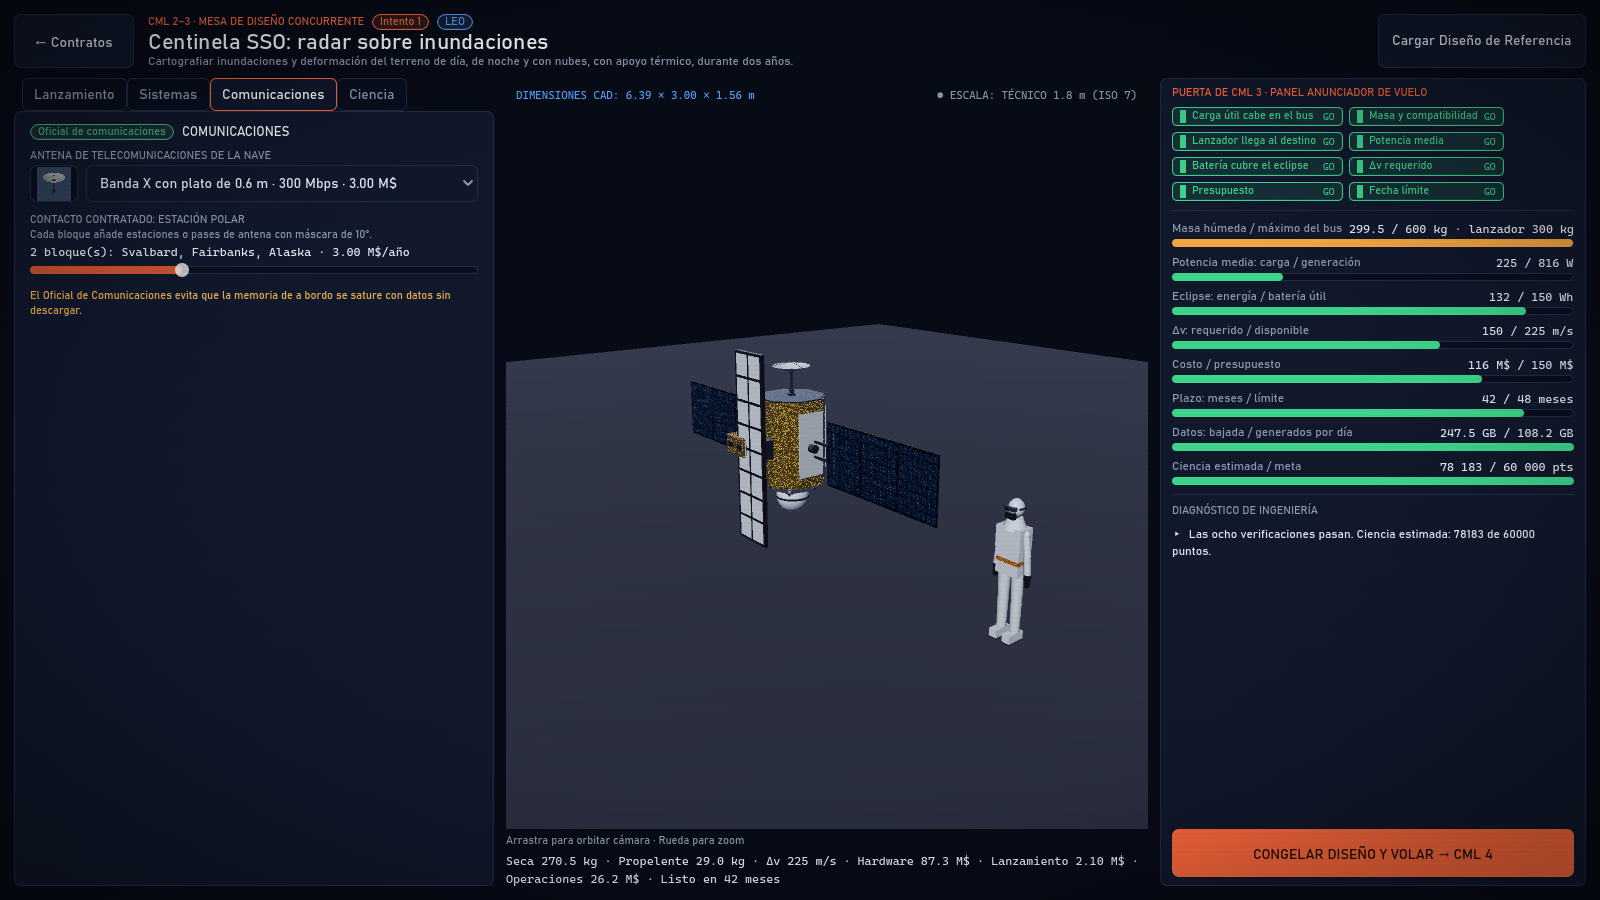 ← Contratos
CML 2–3 · MESA DE DISEÑO CONCURRENTE Intento 1 LEO
Centinela SSO: radar sobre inundaciones
Cartografiar inundaciones y deformación del terreno de día, de noche y con nubes, con apoyo térmico, durante dos años.
Cargar Diseño de Referencia
Lanzamiento Sistemas Comunicaciones Ciencia
Oficial de comunicaciones COMUNICACIONES
ANTENA DE TELECOMUNICACIONES DE LA NAVE
Banda X con plato de 0.6 m · 300 Mbps · 3.00 M$
CONTACTO CONTRATADO: ESTACIÓN POLAR
Cada bloque añade estaciones o pases de antena con máscara de 10°.
2 bloque(s): Svalbard, Fairbanks, Alaska · 3.00 M$/año
El Oficial de Comunicaciones evita que la memoria de a bordo se sature con datos sin
descargar.
DIMENSIONES CAD: 6.39 × 3.00 × 1.56 m
● ESCALA: TÉCNICO 1.8 m (ISO 7)
Arrastra para orbitar cámara · Rueda para zoom
Seca 270.5 kg · Propelente 29.0 kg · Δv 225 m/s · Hardware 87.3 M$ · Lanzamiento 2.10 M$ ·
Operaciones 26.2 M$ · Listo en 42 meses
PUERTA DE CML 3 · PANEL ANUNCIADOR DE VUELO
Carga útil cabe en el bus GO Masa y compatibilidad GO
Lanzador llega al destino GO Potencia media GO
Batería cubre el eclipse GO Δv requerido GO
Presupuesto GO Fecha límite GO
Masa húmeda / máximo del bus 299.5 / 600 kg · lanzador 300 kg
Potencia media: carga / generación 225 / 816 W
Eclipse: energía / batería útil 132 / 150 Wh
Δv: requerido / disponible 150 / 225 m/s
Costo / presupuesto 116 M$ / 150 M$
Plazo: meses / límite 42 / 48 meses
Datos: bajada / generados por día 247.5 GB / 108.2 GB
Ciencia estimada / meta 78 183 / 60 000 pts
DIAGNÓSTICO DE INGENIERÍA
‣ Las ocho verificaciones pasan. Ciencia estimada: 78183 de 60000
puntos.
CONGELAR DISEÑO Y VOLAR → CML 4